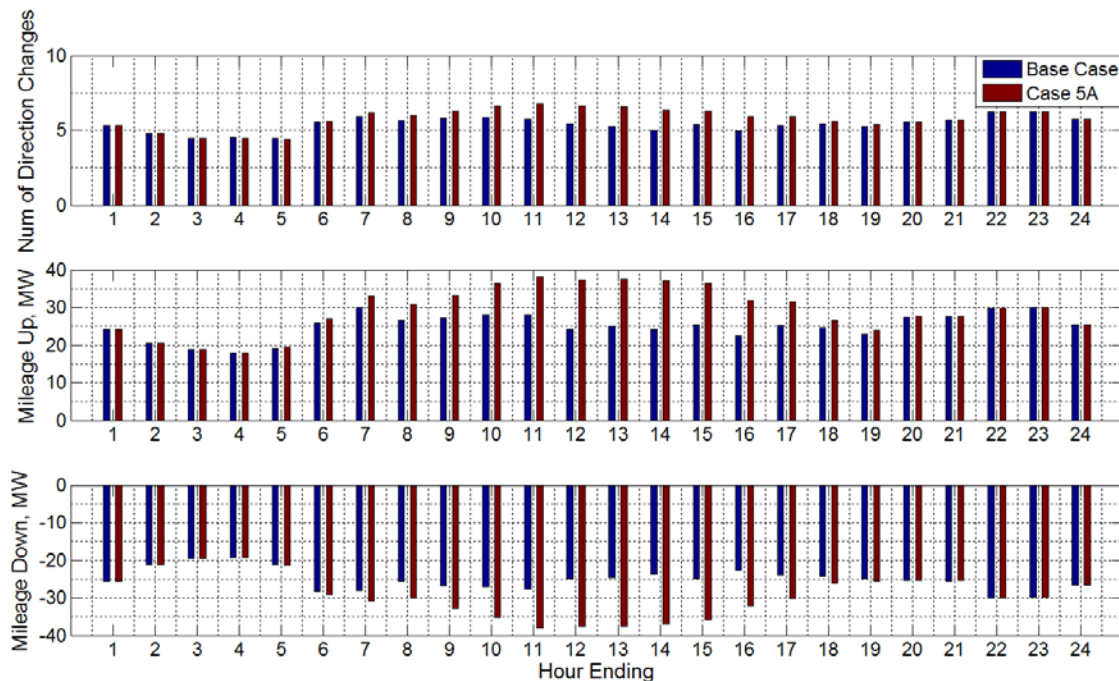 Num of Direction Changes
10
5
0
Base Case
Case 5A
1 2 3 4 5 6 7 8 9 10 11 12 13 14 15 16 17 18 19 20 21 22 23 24
Mileage Up, MW
40
30
20
10
0
1 2 3 4 5 6 7 8 9 10 11 12 13 14 15 16 17 18 19 20 21 22 23 24
Mileage Down, MW
0
-10
-20
-30
-40
1 2 3 4 5 6 7 8 9 10 11 12 13 14 15 16 17 18 19 20 21 22 23 24
Hour Ending